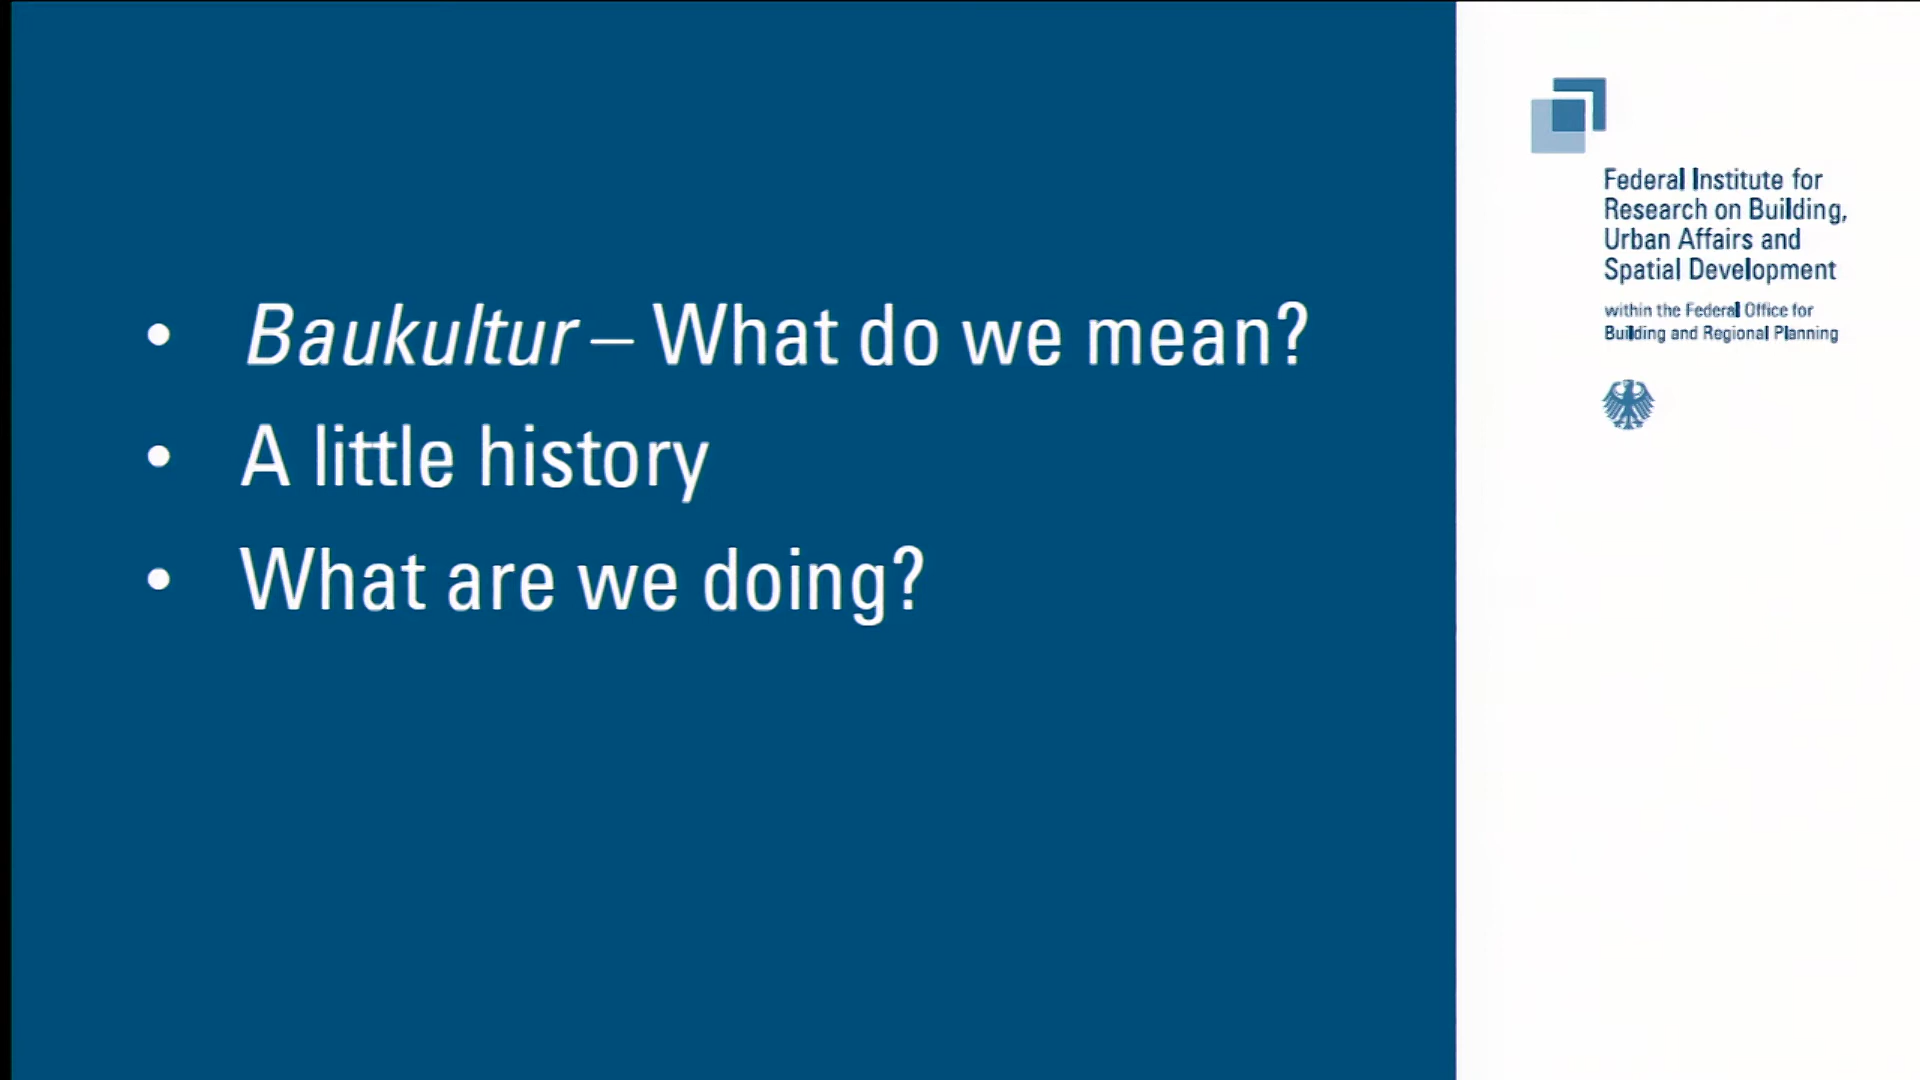 • Baukultur – What do we mean?
• A little history
• What are we doing?
Federal Institute for
Research on Building,
Urban Affairs and
Spatial Development
within the Federal Office for
Building and Regional Planning